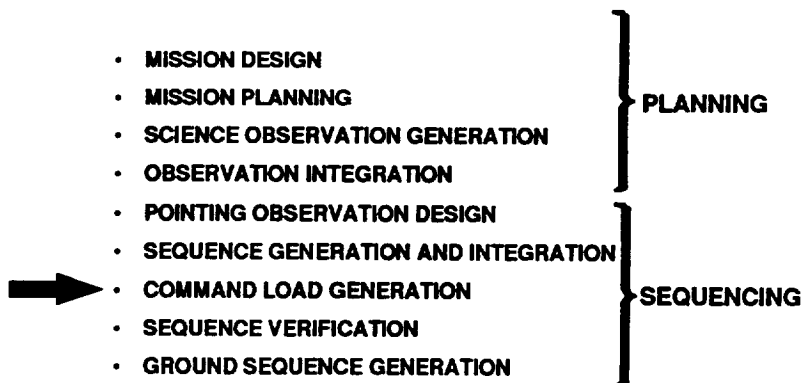 • MISSION DESIGN
• MISSION PLANNING
• SCIENCE OBSERVATION GENERATION
• OBSERVATION INTEGRATION
PLANNING
• POINTING OBSERVATION DESIGN
• SEQUENCE GENERATION AND INTEGRATION
• COMMAND LOAD GENERATION
• SEQUENCE VERIFICATION
• GROUND SEQUENCE GENERATION
SEQUENCING